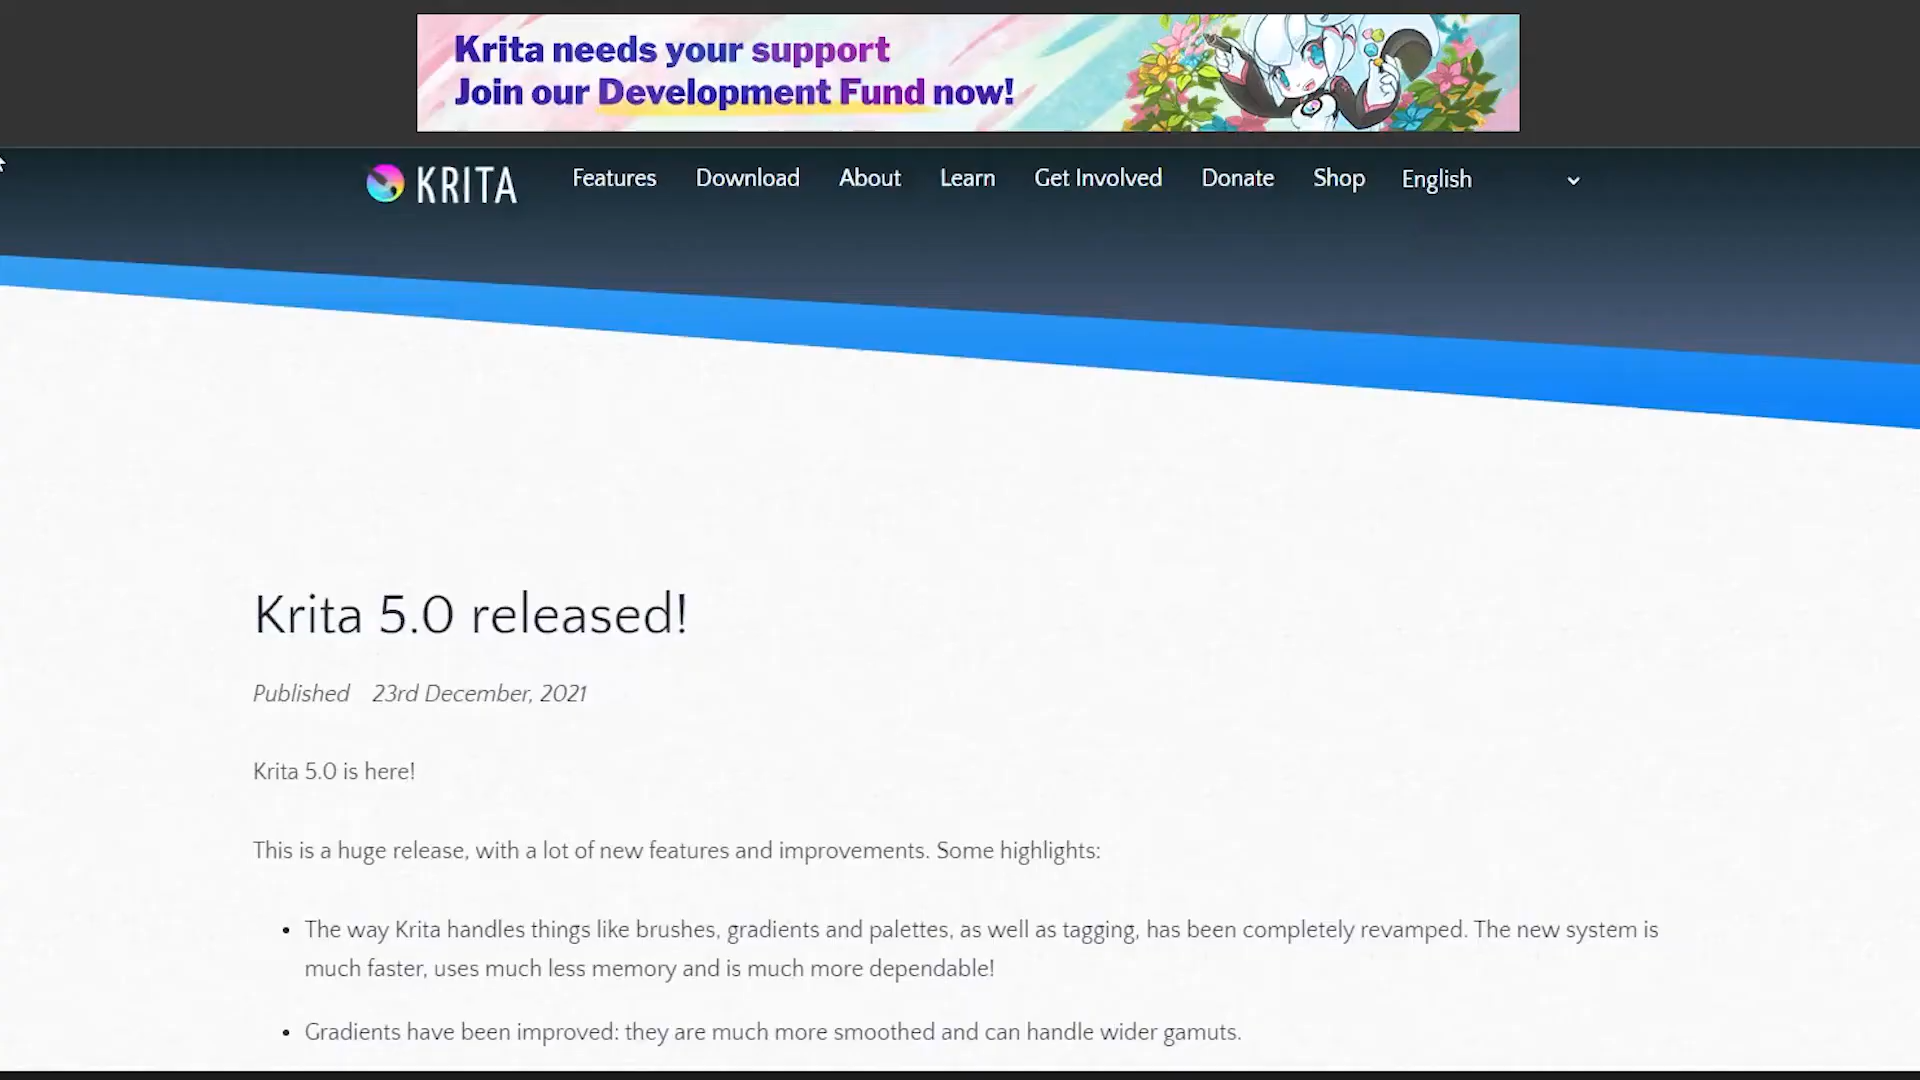 Krita needs your support
Join our Development Fund now!
KRITA
Features Download About Learn Get Involved Donate Shop English
Krita 5.0 released!
Published 23rd December, 2021
Krita 5.0 is here!
This is a huge release, with a lot of new features and improvements. Some highlights:
• The way Krita handles things like brushes, gradients and palettes, as well as tagging, has been completely revamped. The new system is
much faster, uses much less memory and is much more dependable!
• Gradients have been improved: they are much more smoothed and can handle wider gamuts.